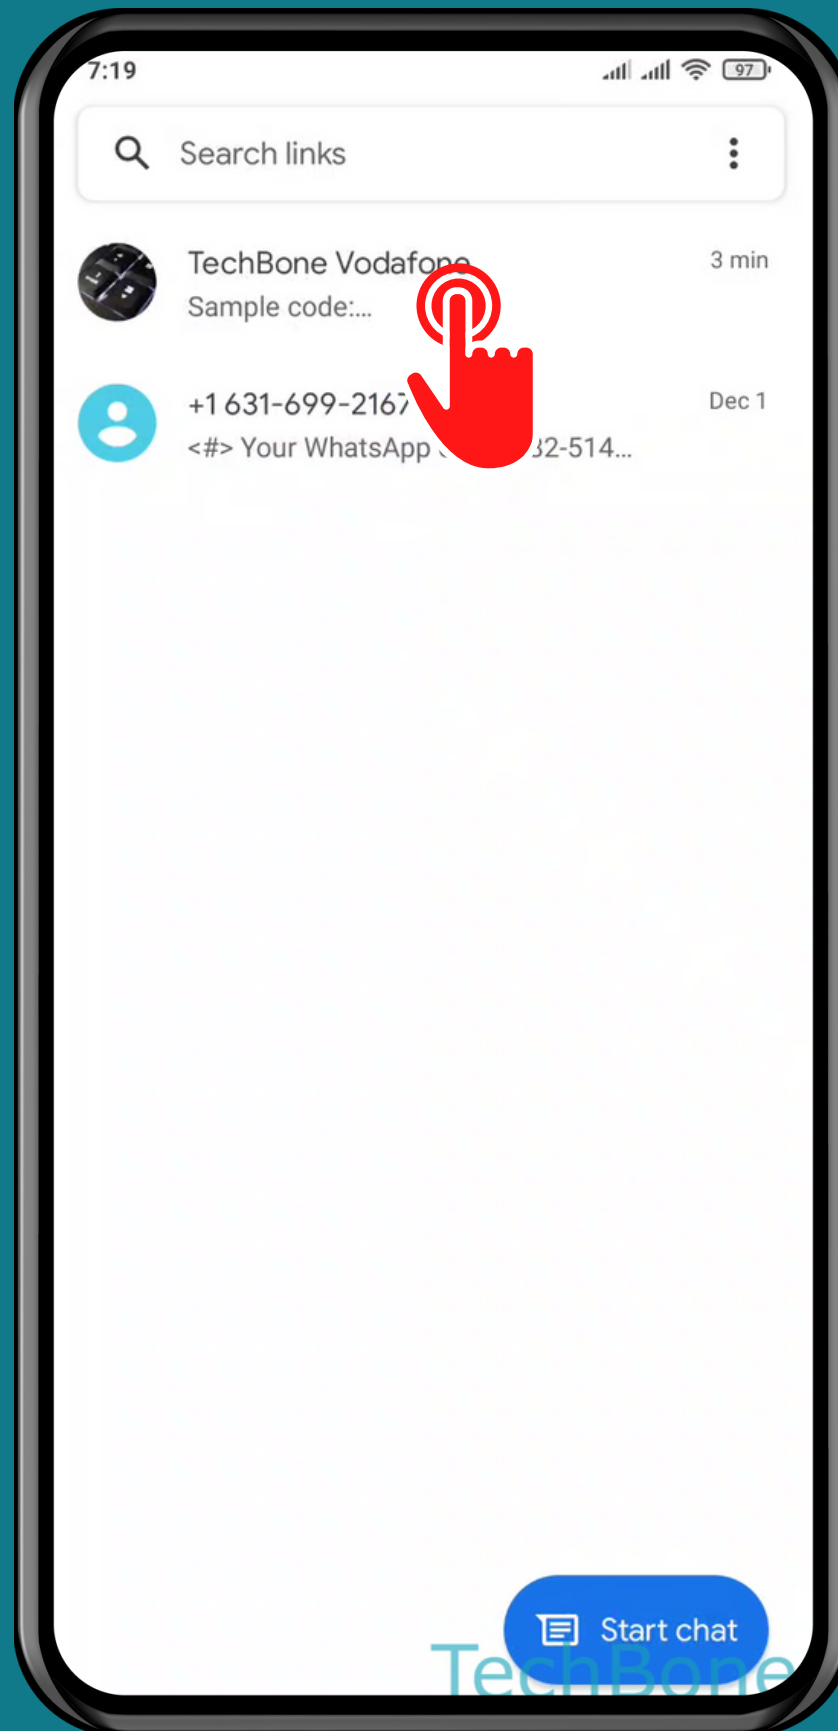 7:19
97
Search links
TechBone Vodafone
3 min
Sample code:...
+1 631-699-2167
Dec 1
<#> Your WhatsApp 32-514...
Start chat
TechBone